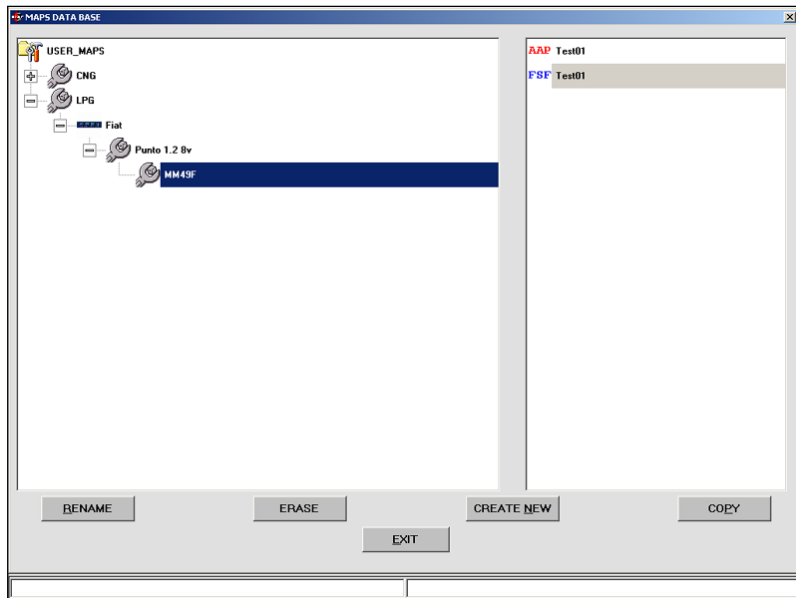 MAPS DATA BASE
USER_MAPS
CNG
LPG
Fiat
Punto 1.2 8v
MM49F
AAP Test01
FSF Test01
RENAME
ERASE
CREATE NEW
COPY
EXIT